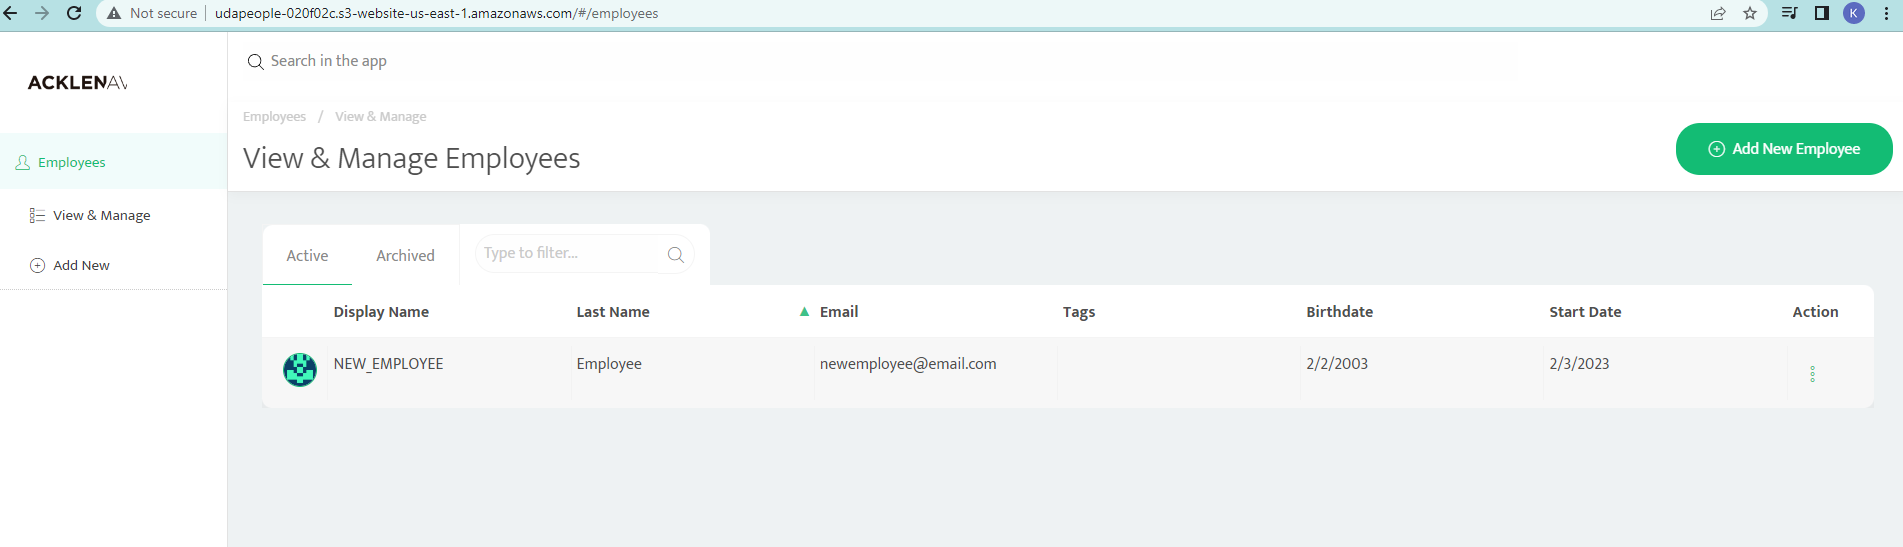 Not secure udapeople-020f02c.s3-website-us-east-1.amazonaws.com/#/employees
K
ACKLENAV
Search in the app
Employees / View & Manage
View & Manage Employees
Add New Employee
Employees
View & Manage
Add New
Active Archived Type to filter...
Display Name Last Name ▲ Email Tags Birthdate Start Date Action
NEW_EMPLOYEE Employee newemployee@email.com 2/2/2003 2/3/2023